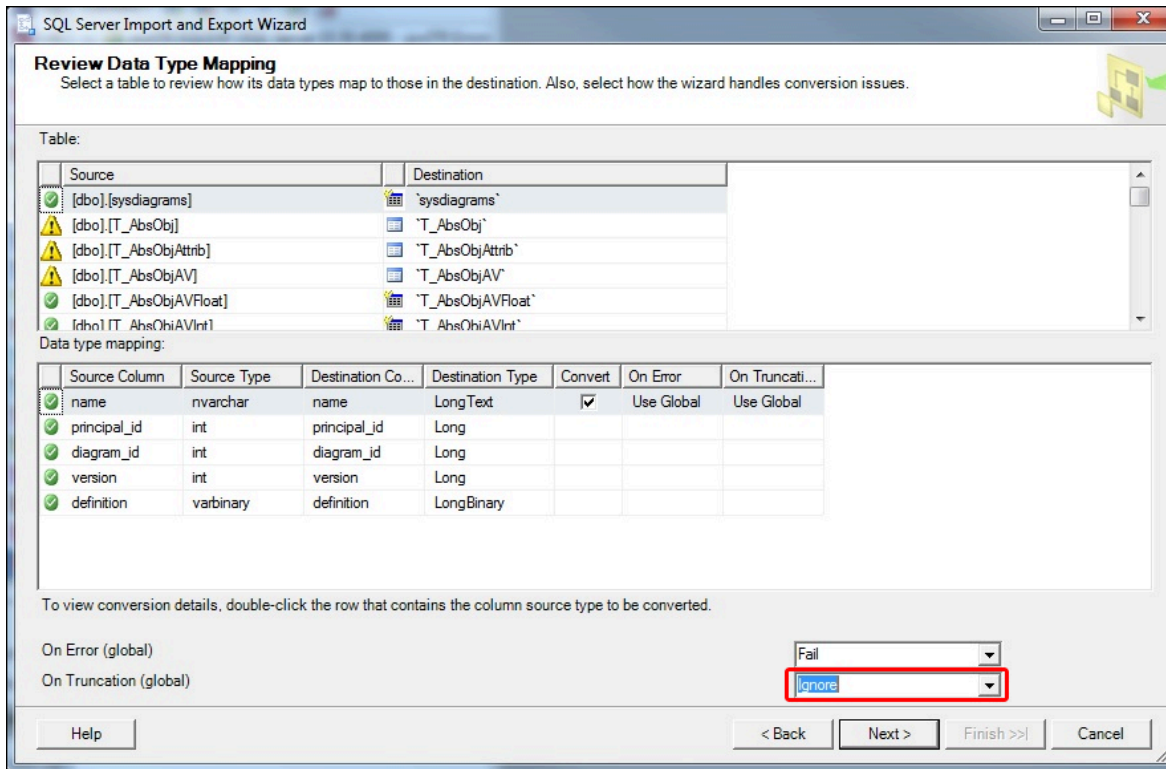 SQL Server Import and Export Wizard
Review Data Type Mapping
Select a table to review how its data types map to those in the destination. Also, select how the wizard handles conversion issues.
Table:
Source Destination
[dbo].[sysdiagrams] `sysdiagrams`
[dbo].[T_AbsObj] `T_AbsObj`
[dbo].[T_AbsObjAttrib] `T_AbsObjAttrib`
[dbo].[T_AbsObjAV] `T_AbsObjAV`
[dbo].[T_AbsObjAVFloat] `T_AbsObjAVFloat`
[dbo].[T_AbsObjAVInt] `T_AbsObjAVInt`
Data type mapping:
Source Column Source Type Destination Co... Destination Type Convert On Error On Truncati...
name nvarchar name LongText Use Global Use Global
principal_id int principal_id Long
diagram_id int diagram_id Long
version int version Long
definition varbinary definition LongBinary
To view conversion details, double-click the row that contains the column source type to be converted.
On Error (global) Fail
On Truncation (global) Ignore
Help < Back Next > Finish >>| Cancel